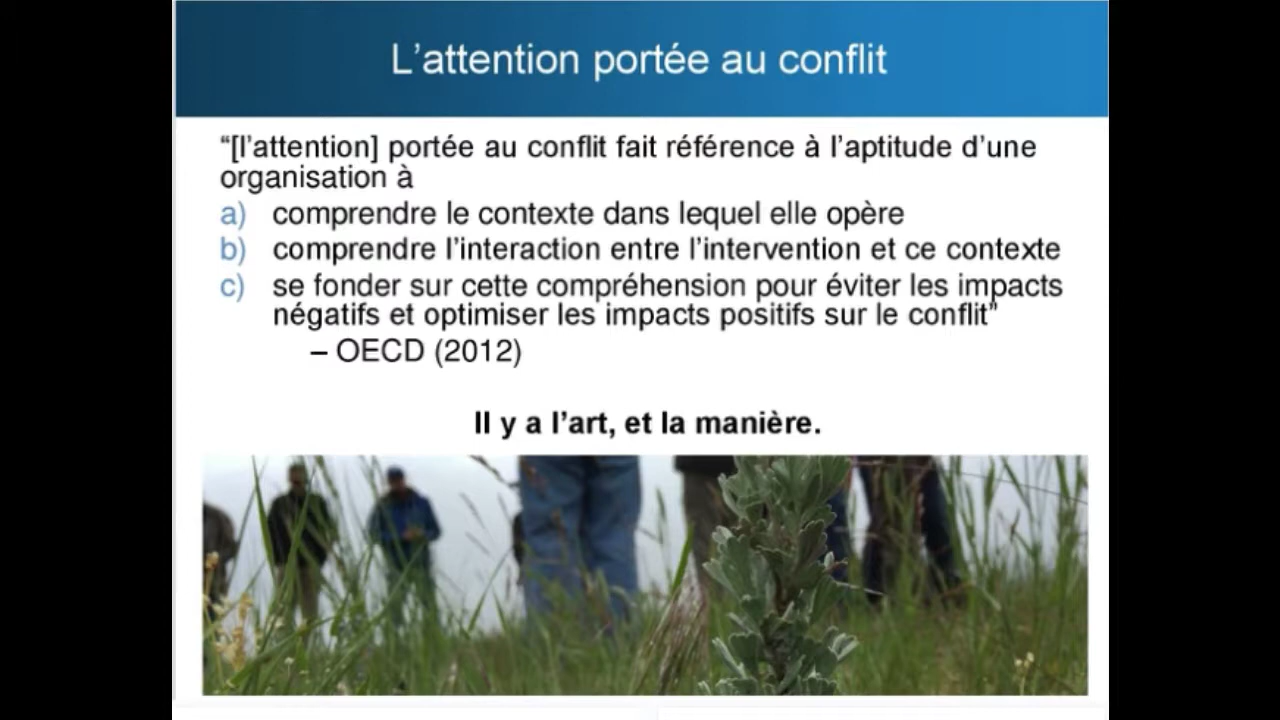 L’attention portée au conflit
“[l’attention] portée au conflit fait référence à l’aptitude d’une
organisation à
a) comprendre le contexte dans lequel elle opère
b) comprendre l’interaction entre l’intervention et ce contexte
c) se fonder sur cette compréhension pour éviter les impacts
négatifs et optimiser les impacts positifs sur le conflit”
– OECD (2012)
Il y a l’art, et la manière.